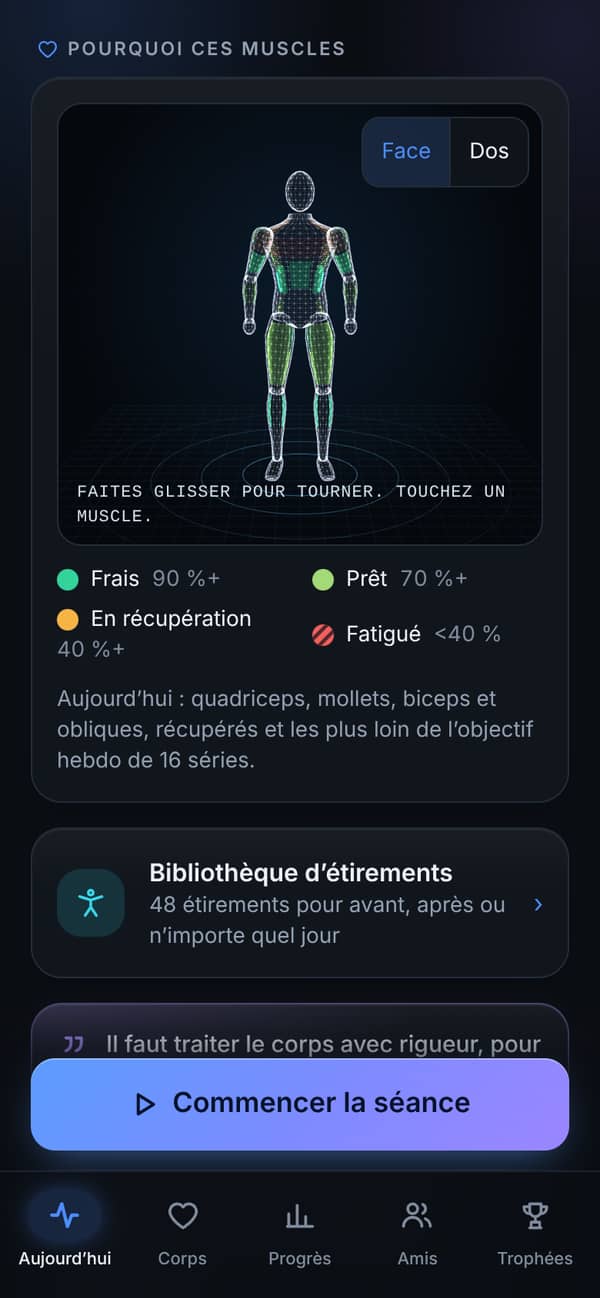 POURQUOI CES MUSCLES
Face
Dos
FAITES GLISSER POUR TOURNER. TOUCHEZ UN
MUSCLE.
Frais 90 %+
Prêt 70 %+
En récupération
40 %+
Fatigué <40 %
Aujourd’hui : quadriceps, mollets, biceps et
obliques, récupérés et les plus loin de l’objectif
hebdo de 16 séries.
Bibliothèque d’étirements
48 étirements pour avant, après ou
n’importe quel jour
Il faut traiter le corps avec rigueur, pour
Commencer la séance
Aujourd’hui
Corps
Progrès
Amis
Trophées